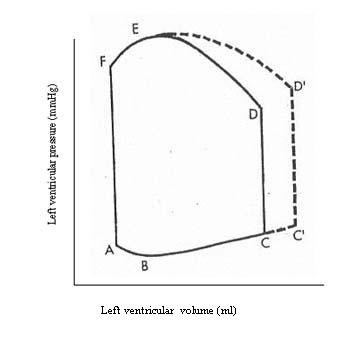 E
F
D'
D
Left ventricular pressure (mmHg)
A
B
C
C'
Left ventricular volume (ml)